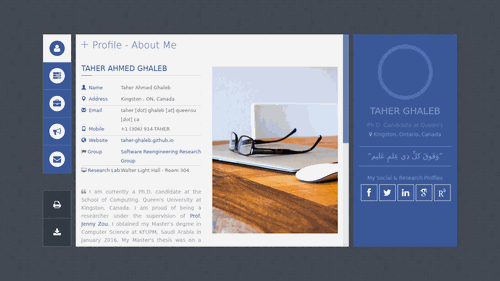 + Profile - About Me
TAHER AHMED GHALEB
Name Taher Ahmed Ghaleb
Address Kingston , ON, Canada
Email taher [dot] ghaleb [at] queensu
[dot] ca
Mobile +1 (306) 914-TAHER
Website taher-ghaleb.github.io
Group Software Reengineering Research
Group
Research Lab Walter Light Hall - Room 304
I am currently a Ph.D. candidate at the
School of Computing, Queen's University at
Kingston, Canada. I am proud of being a
researcher under the supervision of Prof.
Jenny Zou. I obtained my Master's degree in
Computer Science at KFUPM, Saudi Arabia in
January 2016. My Master's thesis was on a
TAHER GHALEB
Ph.D. Candidate at Queen's
Kingston, Ontario, Canada
"وَفَوْقَ كُلِّ ذِي عِلْمٍ عَلِيمٌ"
My Social & Research Profiles